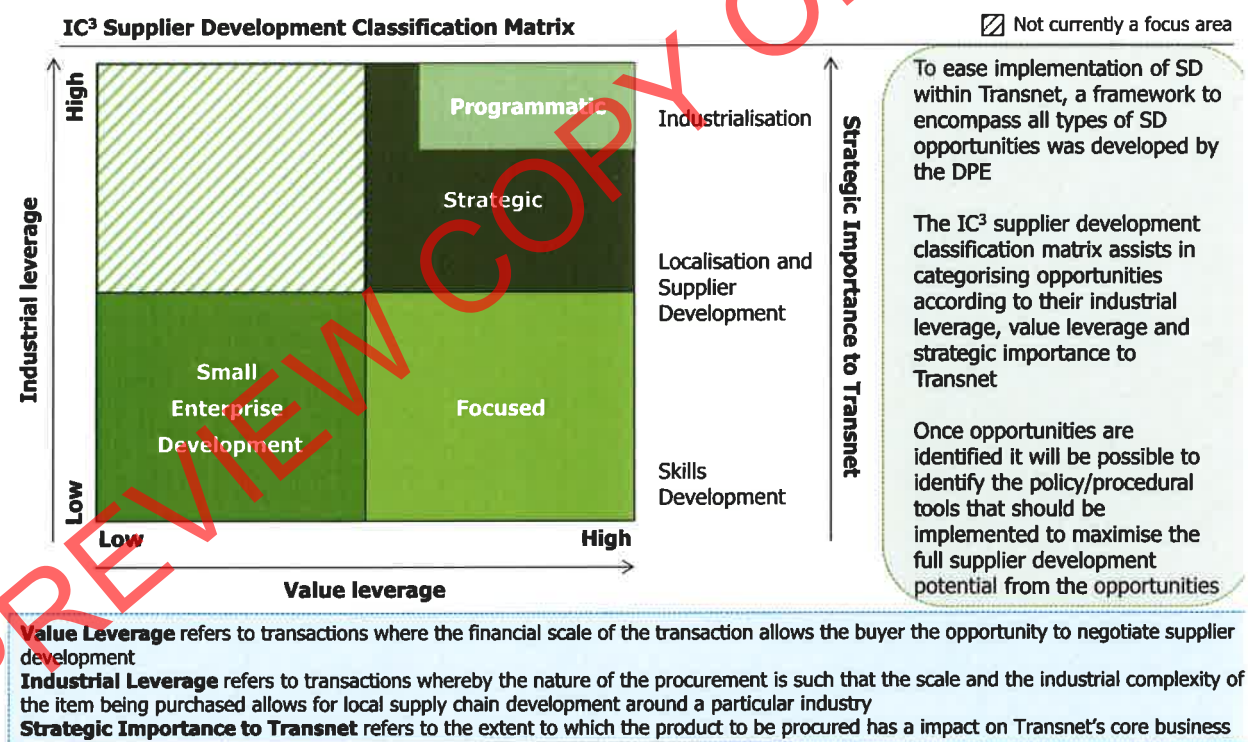 IC³ Supplier Development Classification Matrix
Not currently a focus area
High
Industrial leverage
Low
Programmatic
Strategic
Small
Enterprise
Development
Focused
Low
High
Value leverage
Industrialisation
Localisation and
Supplier
Development
Skills
Development
Strategic Importance to Transnet
To ease implementation of SD
within Transnet, a framework to
encompass all types of SD
opportunities was developed by
the DPE
The IC³ supplier development
classification matrix assists in
categorising opportunities
according to their industrial
leverage, value leverage and
strategic importance to
Transnet
Once opportunities are
identified it will be possible to
identify the policy/procedural
tools that should be
implemented to maximise the
full supplier development
potential from the opportunities
Value Leverage refers to transactions where the financial scale of the transaction allows the buyer the opportunity to negotiate supplier
development
Industrial Leverage refers to transactions whereby the nature of the procurement is such that the scale and the industrial complexity of
the item being purchased allows for local supply chain development around a particular industry
Strategic Importance to Transnet refers to the extent to which the product to be procured has a impact on Transnet's core business
PREVIEW COPY